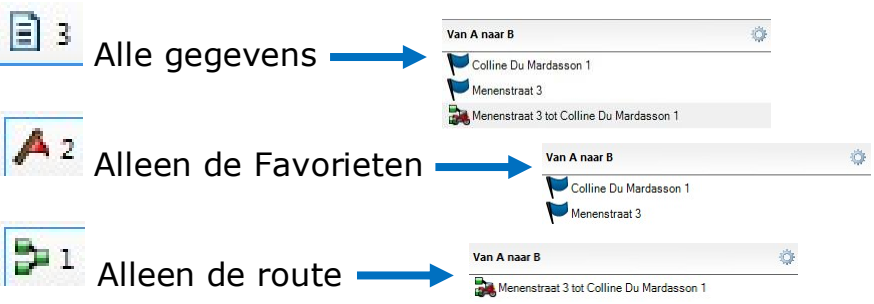 3 Alle gegevens
Van A naar B
Colline Du Mardasson 1
Menenstraat 3
Menenstraat 3 tot Colline Du Mardasson 1
2 Alleen de Favorieten
Van A naar B
Colline Du Mardasson 1
Menenstraat 3
1 Alleen de route
Van A naar B
Menenstraat 3 tot Colline Du Mardasson 1